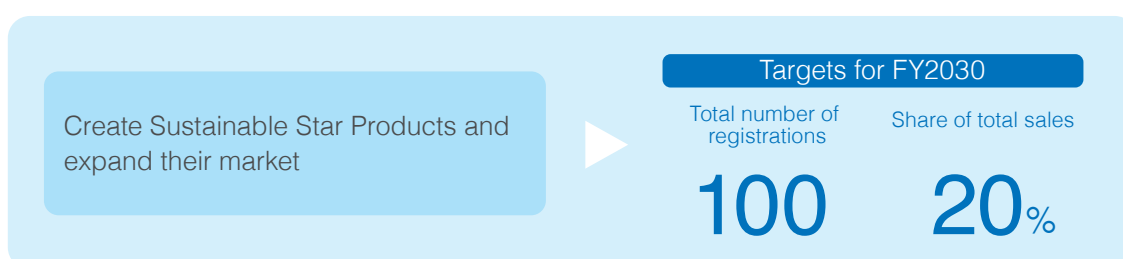 Create Sustainable Star Products and
expand their market
Targets for FY2030
Total number of
registrations
Share of total sales
100
20%